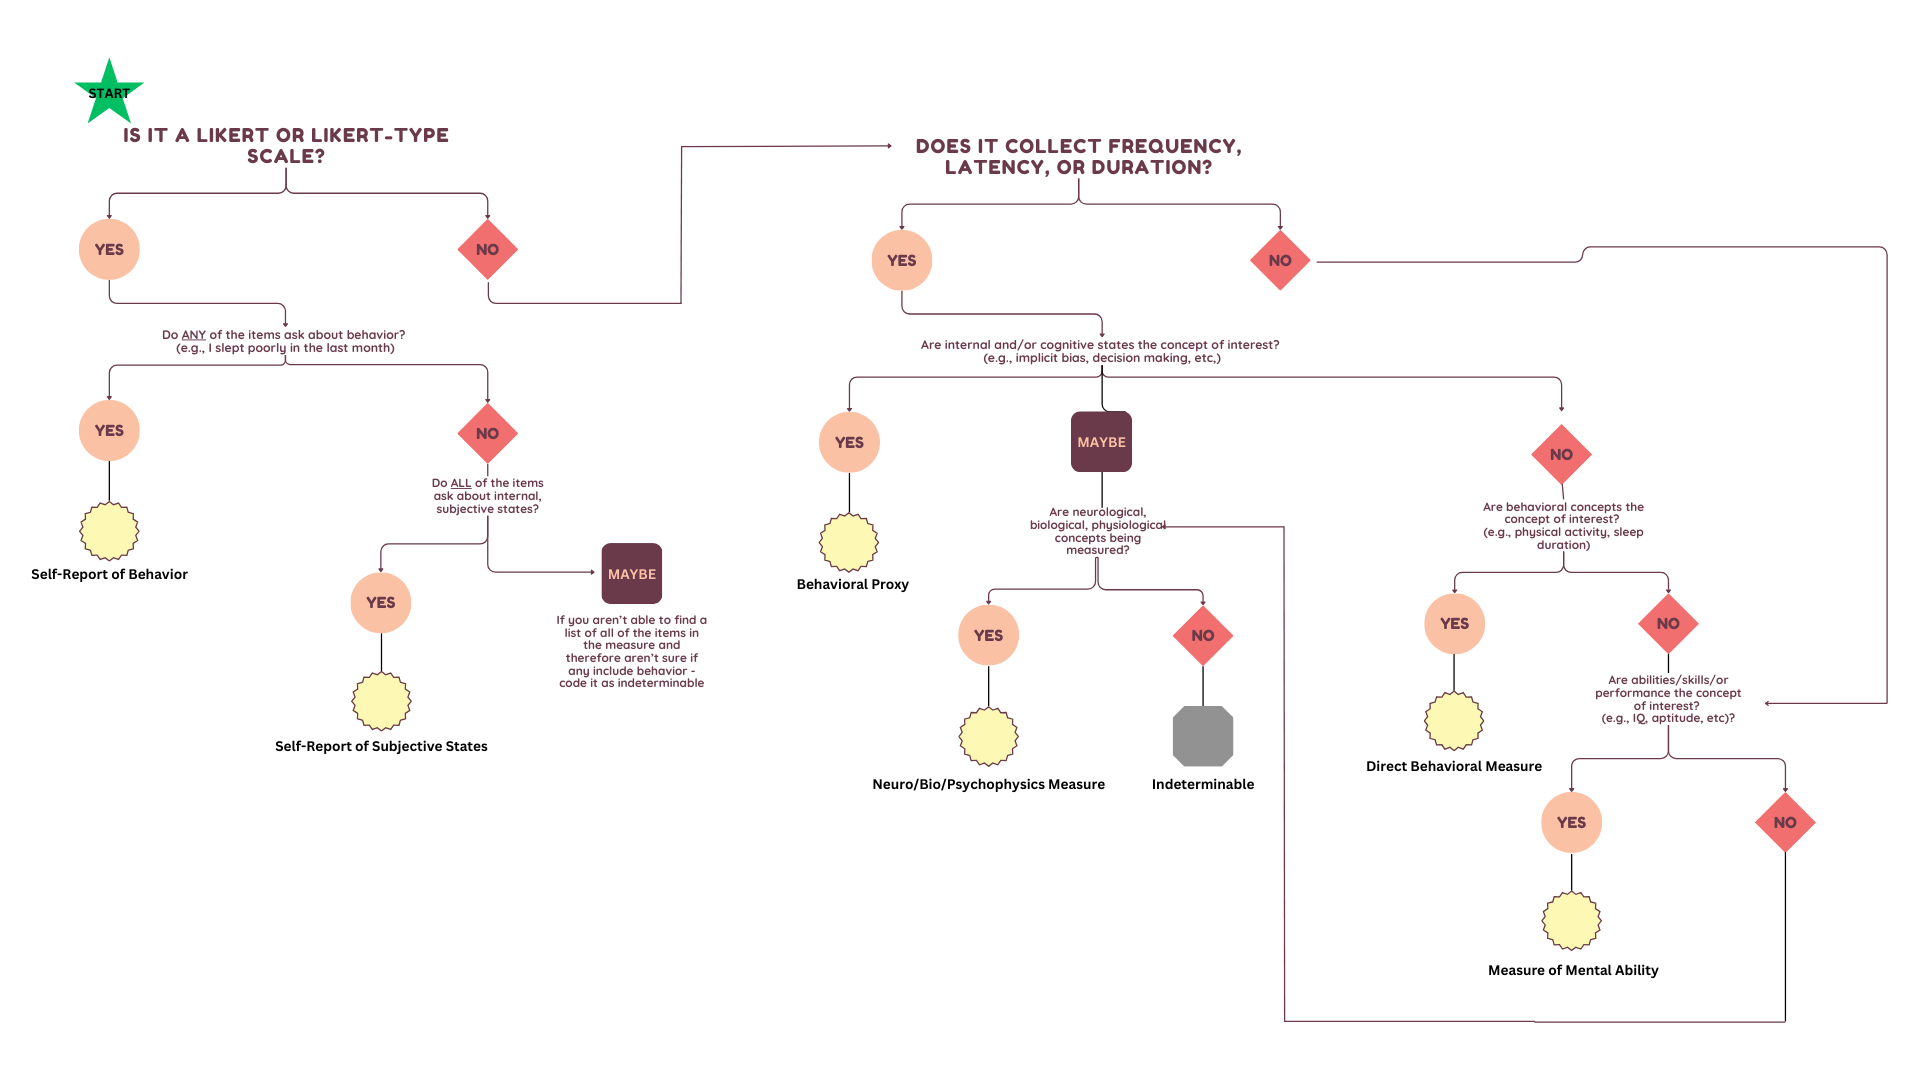 START
IS IT A LIKERT OR LIKERT-TYPE
SCALE?
YES
NO
Do ANY of the items ask about behavior?
(e.g., I slept poorly in the last month)
YES
Self-Report of Behavior
NO
Do ALL of the items
ask about internal,
subjective states?
YES
Self-Report of Subjective States
MAYBE
If you aren't able to find a
list of all of the items in
the measure and
therefore aren't sure if
any include behavior -
code it as indeterminable
DOES IT COLLECT FREQUENCY,
LATENCY, OR DURATION?
YES
NO
Are internal and/or cognitive states the concept of interest?
(e.g., implicit bias, decision making, etc,)
YES
Behavioral Proxy
MAYBE
Are neurological,
biological, physiological
concepts being
measured?
YES
Neuro/Bio/Psychophysics Measure
NO
Indeterminable
NO
Are behavioral concepts the
concept of interest?
(e.g., physical activity, sleep
duration)
YES
Direct Behavioral Measure
NO
Are abilities/skills/or
performance the concept
of interest?
(e.g., IQ, aptitude, etc)?
YES
Measure of Mental Ability
NO